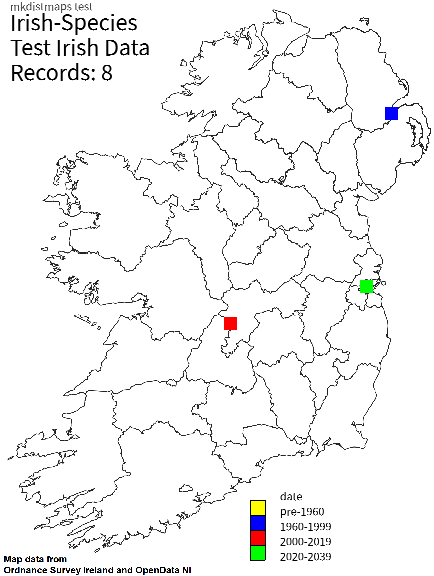 mkdistmaps test
Irish-Species
Test Irish Data
Records: 8
date
pre-1960
1960-1999
2000-2019
2020-2039
Map data from
Ordnance Survey Ireland and OpenData NI